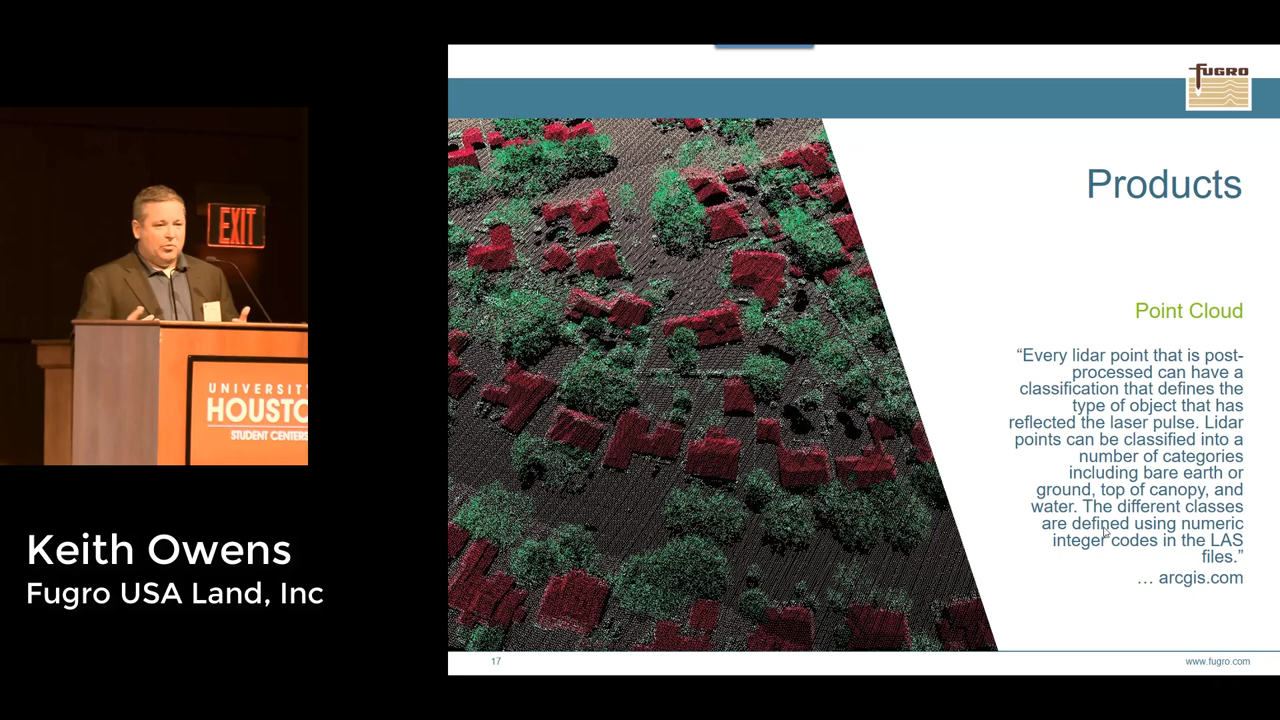 FUGRO
EXIT
UNIVERSITY
HOUSTO
STUDENT CENTERS
Keith Owens
Fugro USA Land, Inc
Products
Point Cloud
“Every lidar point that is post-
processed can have a
classification that defines the
type of object that has
reflected the laser pulse. Lidar
points can be classified into a
number of categories
including bare earth or
ground, top of canopy, and
water. The different classes
are defined using numeric
integer codes in the LAS
files.”
… arcgis.com
17
www.fugro.com